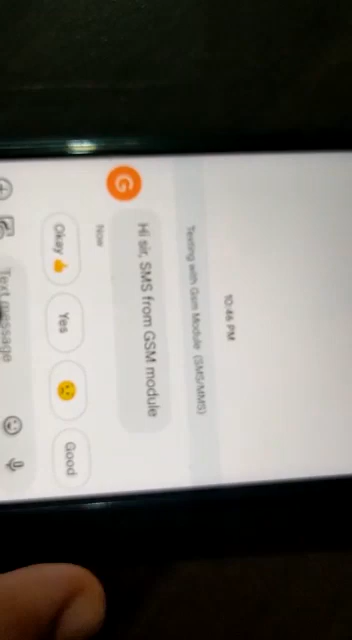 10:46 PM
Texting with Gsm Module (SMS/MMS)
G
Hi sir, SMS from GSM module
Now
Okay 👍
Yes
🙁
Good
Text message